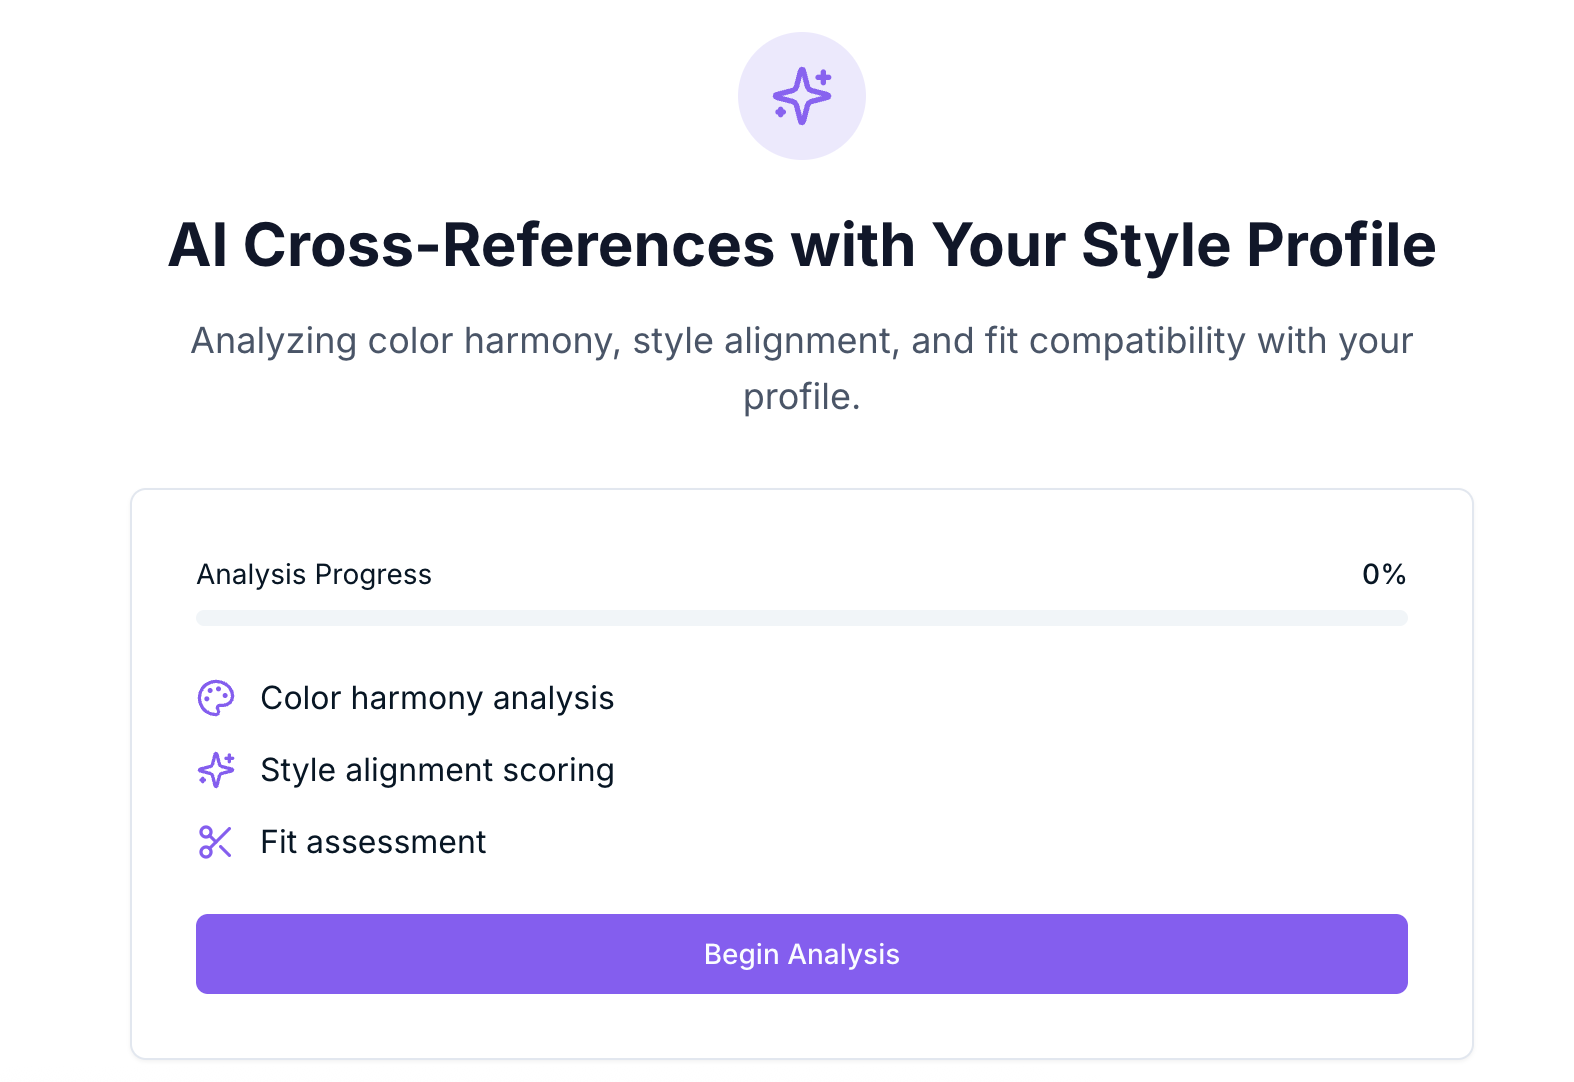 AI Cross-References with Your Style Profile
Analyzing color harmony, style alignment, and fit compatibility with your
profile.
Analysis Progress
0%
Color harmony analysis
Style alignment scoring
Fit assessment
Begin Analysis